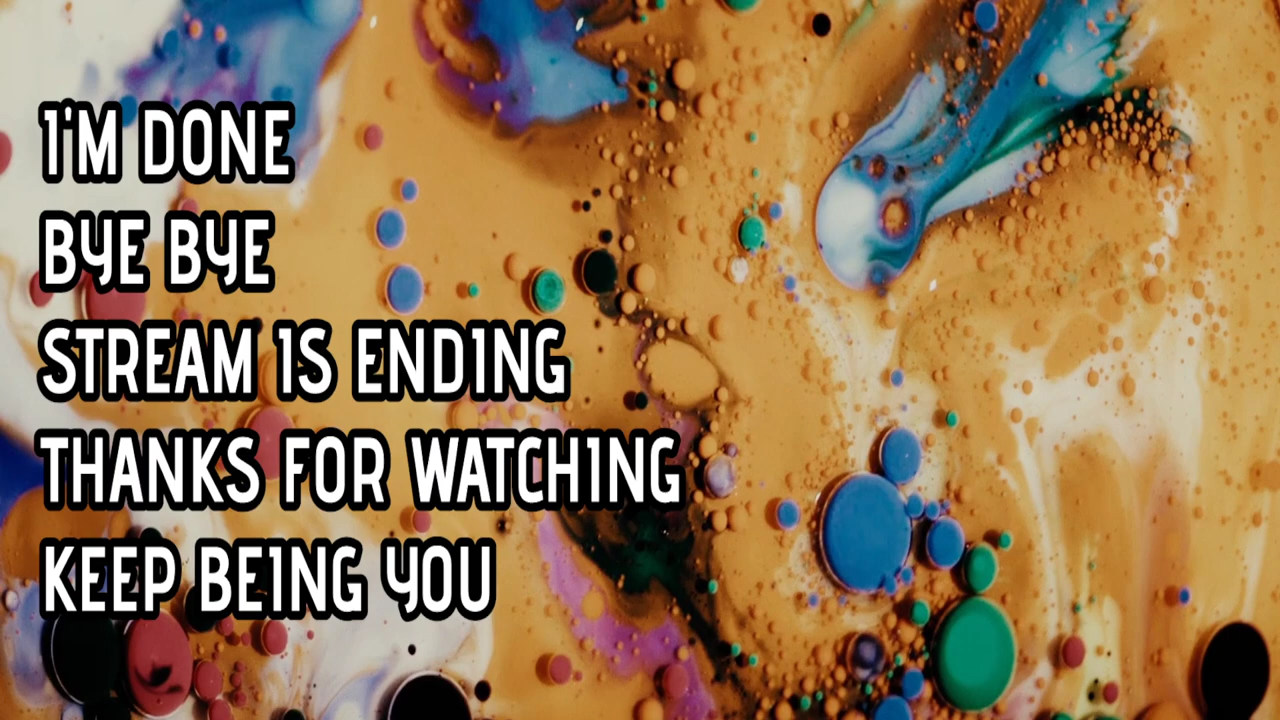 I'M DONE
BYE BYE
STREAM IS ENDING
THANKS FOR WATCHING
KEEP BEING YOU